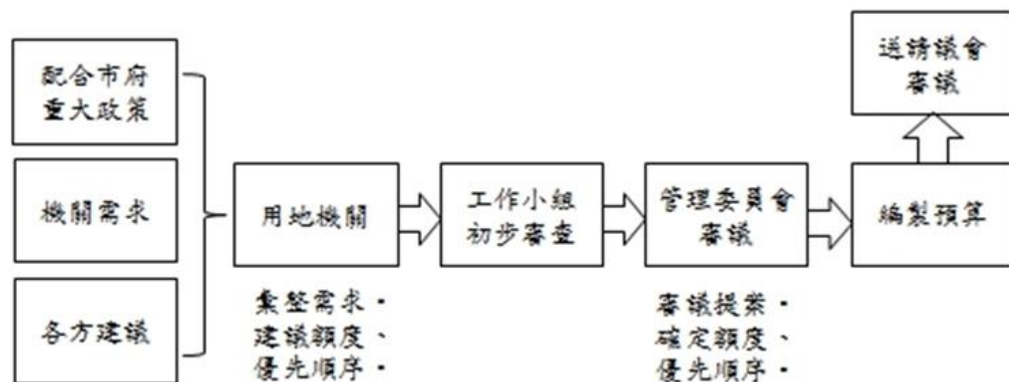 配合市府
重大政策
機關需求
各方建議
用地機關
彙整需求・
建議額度、
優先順序・
工作小組
初步審查
管理委員會
審議
審議提案・
確定額度、
優先順序・
編製預算
送請議會
審議